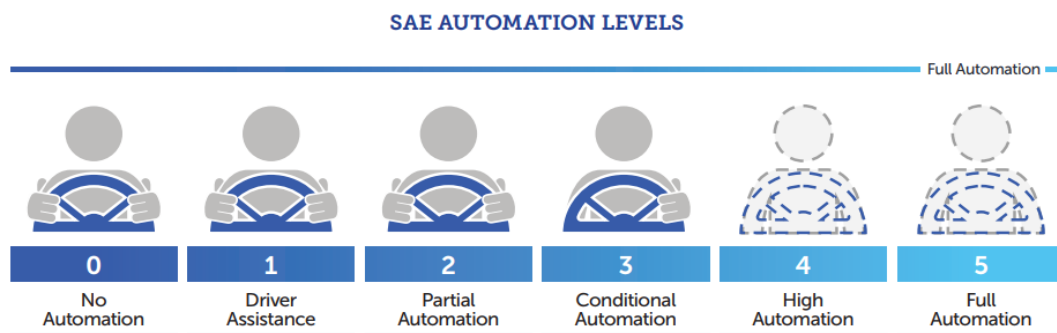 SAE AUTOMATION LEVELS
Full Automation
0
1
2
3
4
5
No
Automation
Driver
Assistance
Partial
Automation
Conditional
Automation
High
Automation
Full
Automation